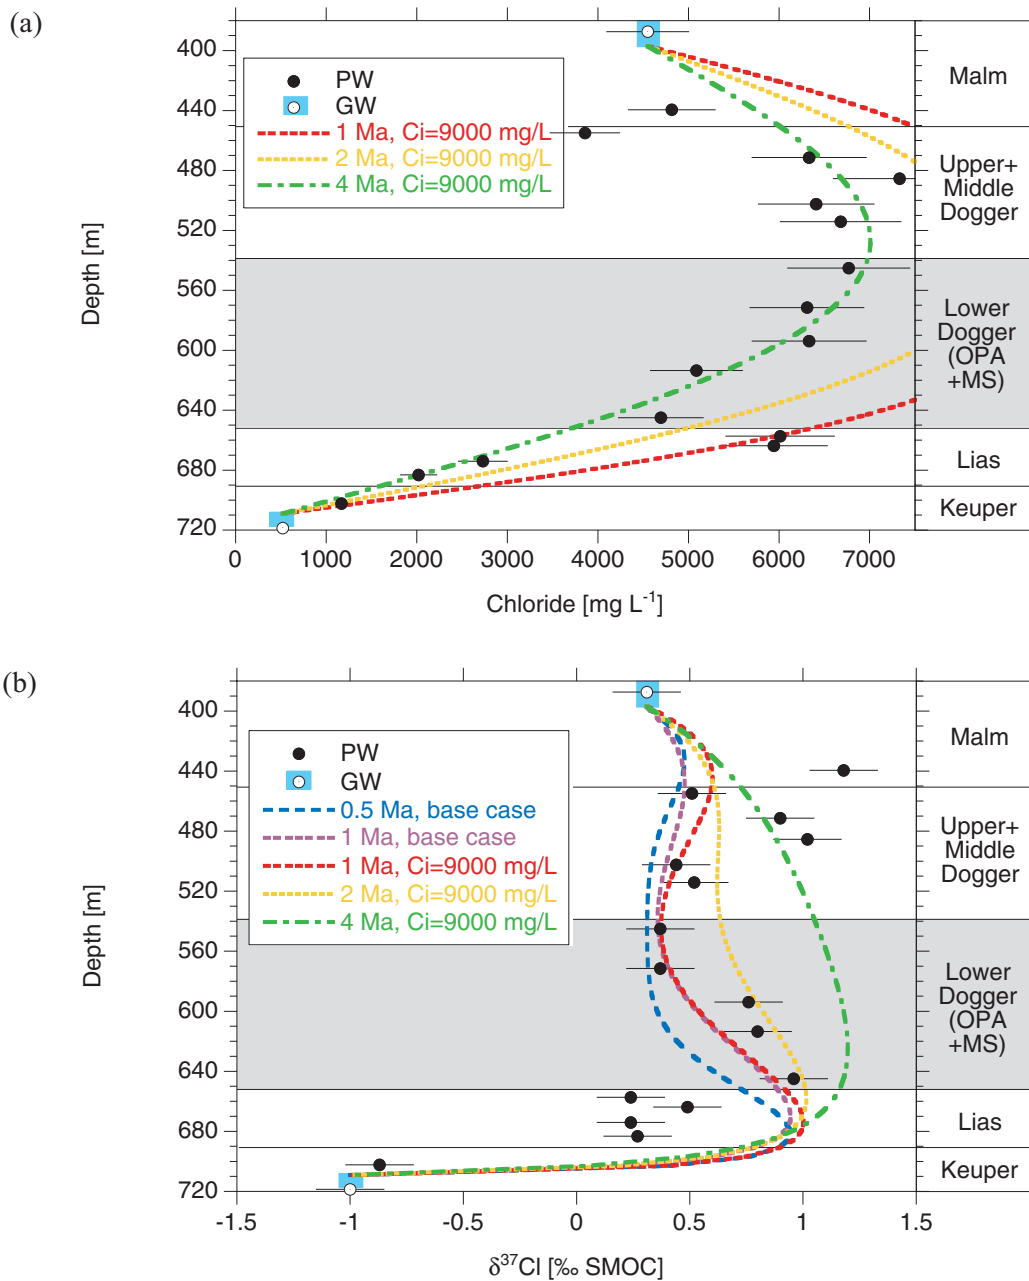 (a)
400
440
480
520
560
600
640
680
720
Depth [m]
PW
GW
1 Ma, Ci=9000 mg/L
2 Ma, Ci=9000 mg/L
4 Ma, Ci=9000 mg/L
Malm
Upper+
Middle
Dogger
Lower
Dogger
(OPA
+MS)
Lias
Keuper
0 1000 2000 3000 4000 5000 6000 7000
Chloride [mg L-1]
(b)
400
440
480
520
560
600
640
680
720
Depth [m]
PW
GW
0.5 Ma, base case
1 Ma, base case
1 Ma, Ci=9000 mg/L
2 Ma, Ci=9000 mg/L
4 Ma, Ci=9000 mg/L
Malm
Upper+
Middle
Dogger
Lower
Dogger
(OPA
+MS)
Lias
Keuper
-1.5 -1 -0.5 0 0.5 1 1.5
δ37Cl [‰ SMOC]